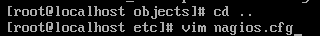 [root@localhost objects]# cd ..
[root@localhost etc]# vim nagios.cfg_